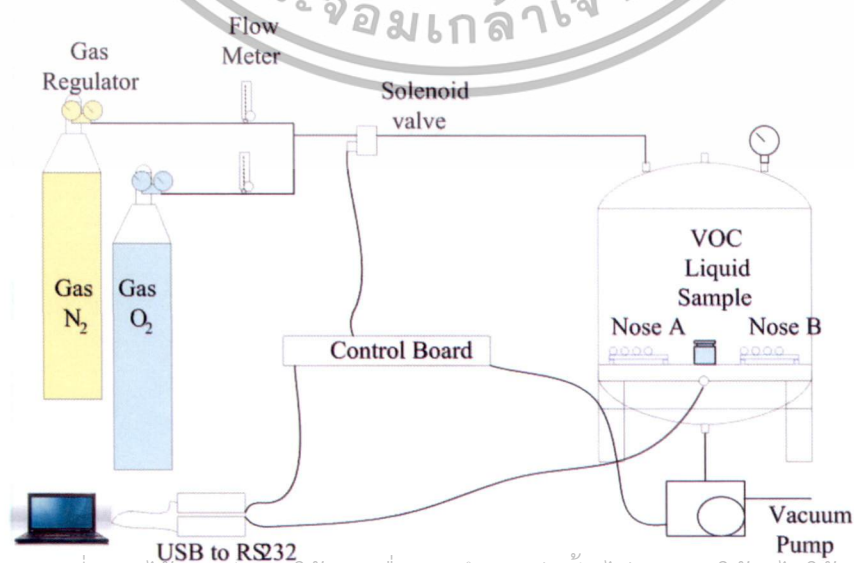 ะจอมเกล้าเจ้า
Flow
Meter
Gas
Regulator
Solenoid
valve
VOC
Liquid
Sample
Gas
N₂
Gas
O₂
Nose A
Nose B
Control Board
USB to RS232
Vacuum
Pump